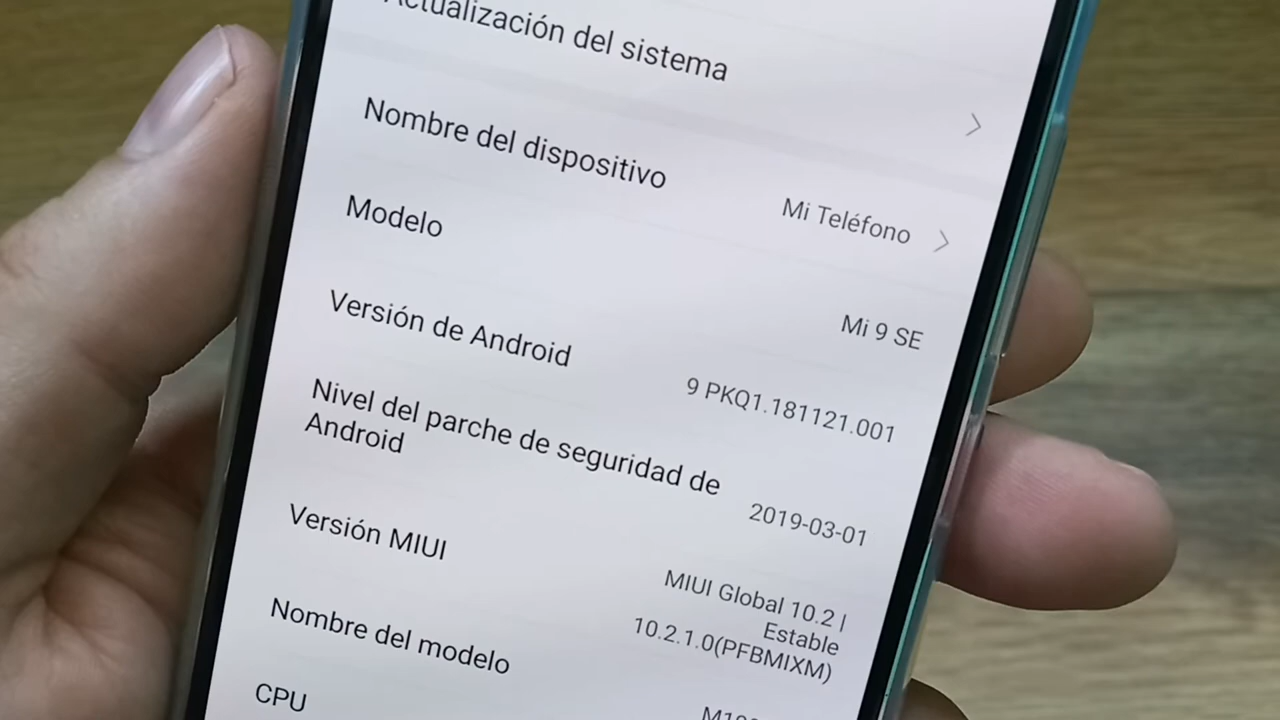 Actualización del sistema
Nombre del dispositivo
Mi Teléfono
Modelo
Mi 9 SE
Versión de Android
9 PKQ1.181121.001
Nivel del parche de seguridad de
Android
2019-03-01
Versión MIUI
MIUI Global 10.2 |
Estable
10.2.1.0(PFBMIXM)
Nombre del modelo
CPU